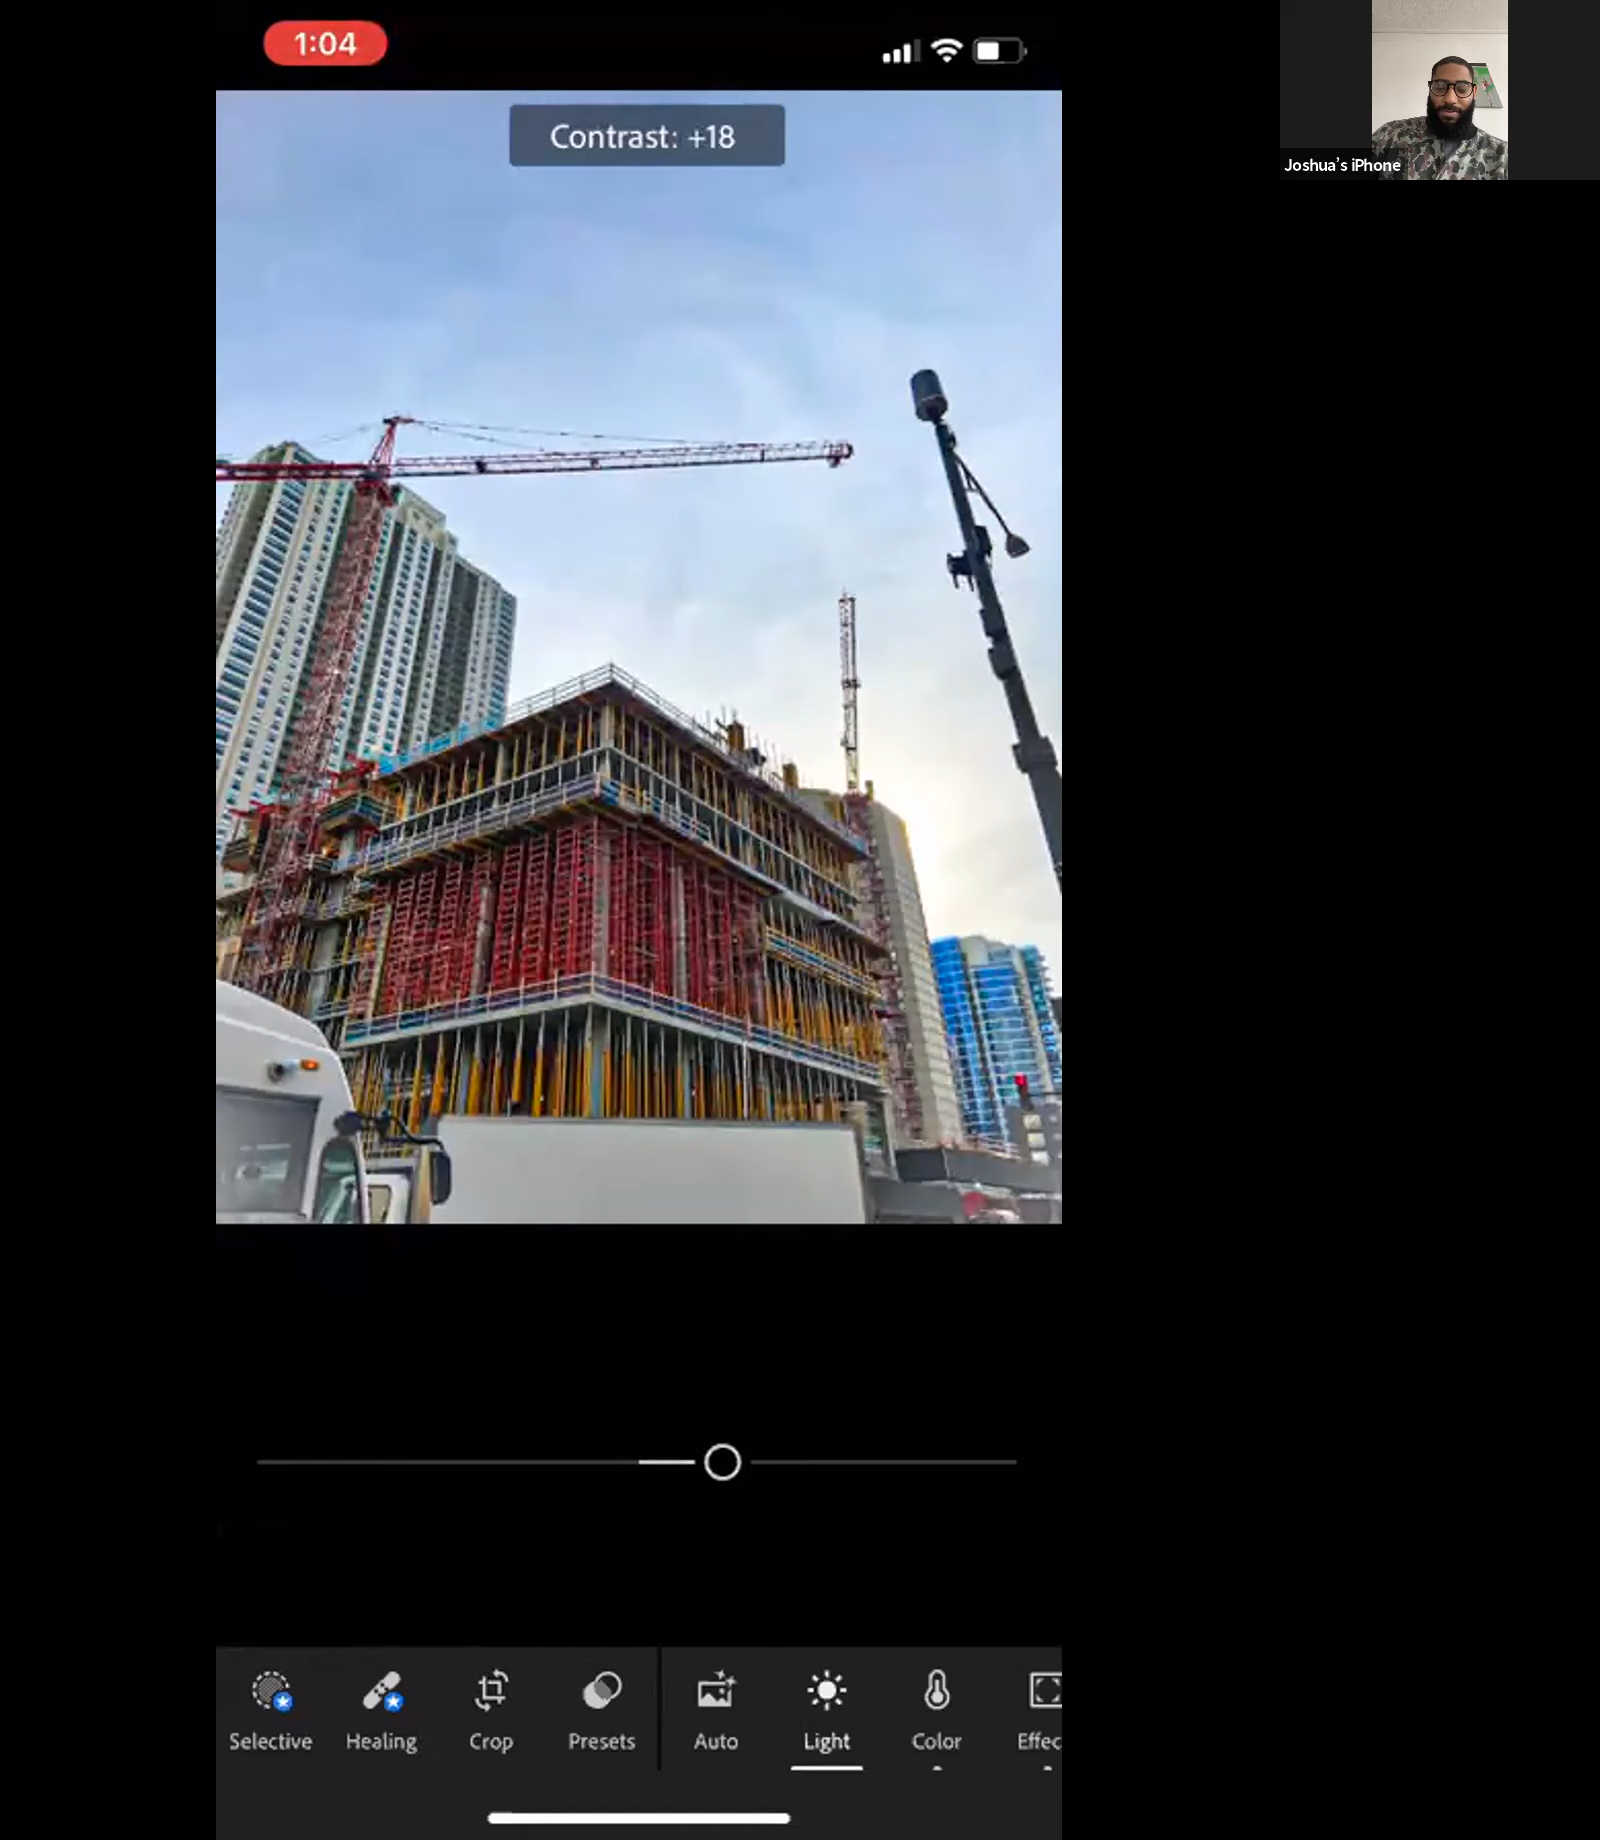 1:04
Contrast: +18
Joshua's iPhone
Selective
Healing
Crop
Presets
Auto
Light
Color
Effec